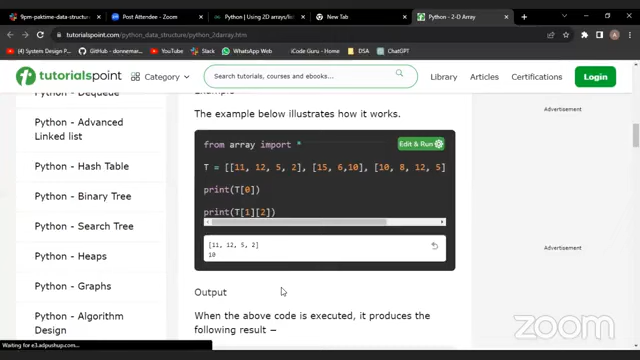 9pm-paktime-data-structure
Post Attendee - Zoom
Python | Using 2D arrays/lis
New Tab
Python - 2-D Array
tutorialspoint.com/python_data_structure/python_2darray.htm
Github
System Design P
donnemar
YouTube
Slack
WhatsApp Web
iCode Guru - Home
DSA
ChatGPT
tutorialspoint
Category
Search tutorials, courses and ebooks...
Library
Articles
Certifications
Login
Python - Dequeue
Python - Advanced
Linked list
Python - Hash Table
Python - Binary Tree
Python - Search Tree
Python - Heaps
Python - Graphs
Python - Algorithm
Design
Example
The example below illustrates how it works.
Edit & Run
from array import *
T = [[11, 12, 5, 2], [15, 6,10], [10, 8, 12, 5]
print(T[0])
print(T[1][2])
[11, 12, 5, 2]
10
Output
When the above code is executed, it produces the
following result −
Advertisement
Advertisement
zoom
Waiting for e3.adpushup.com...